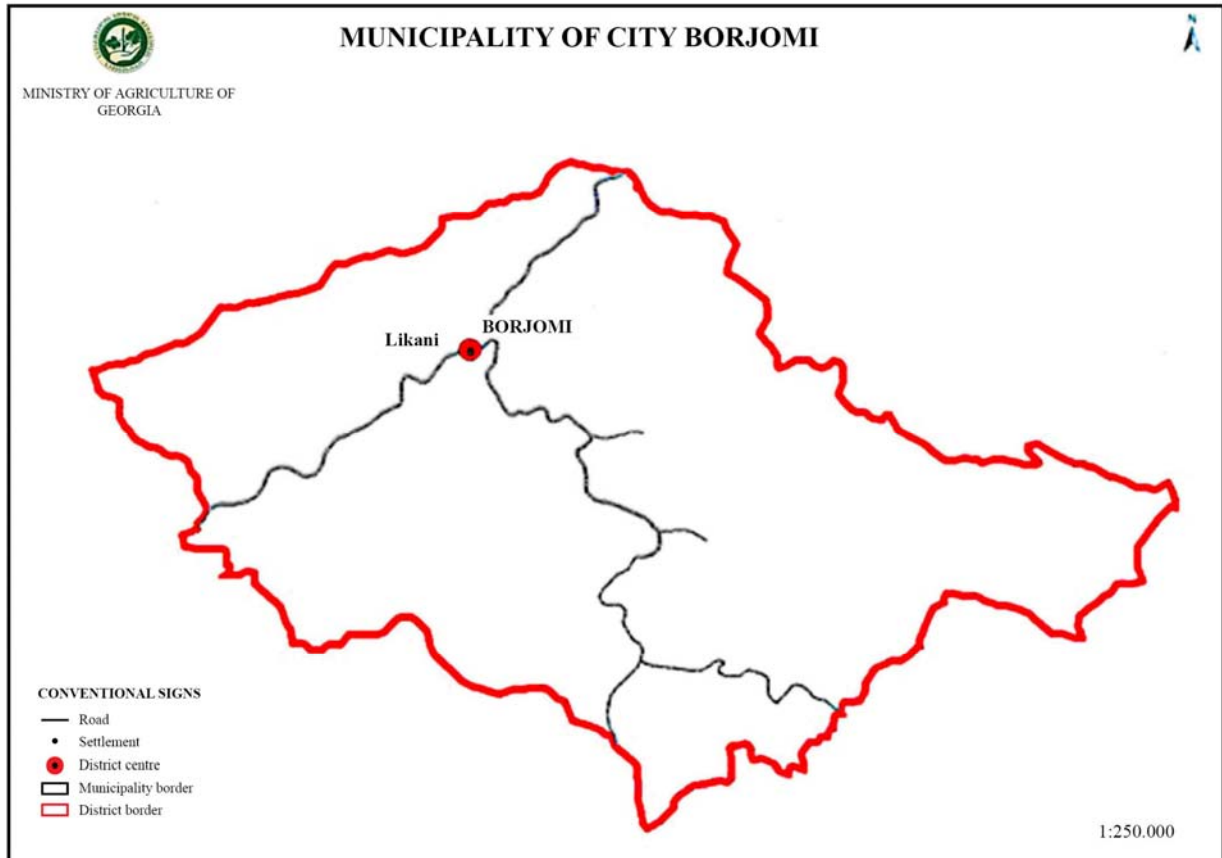 MUNICIPALITY OF CITY BORJOMI
N
MINISTRY OF AGRICULTURE OF
GEORGIA
BORJOMI
Likani
CONVENTIONAL SIGNS
Road
Settlement
District centre
Municipality border
District border
1:250.000